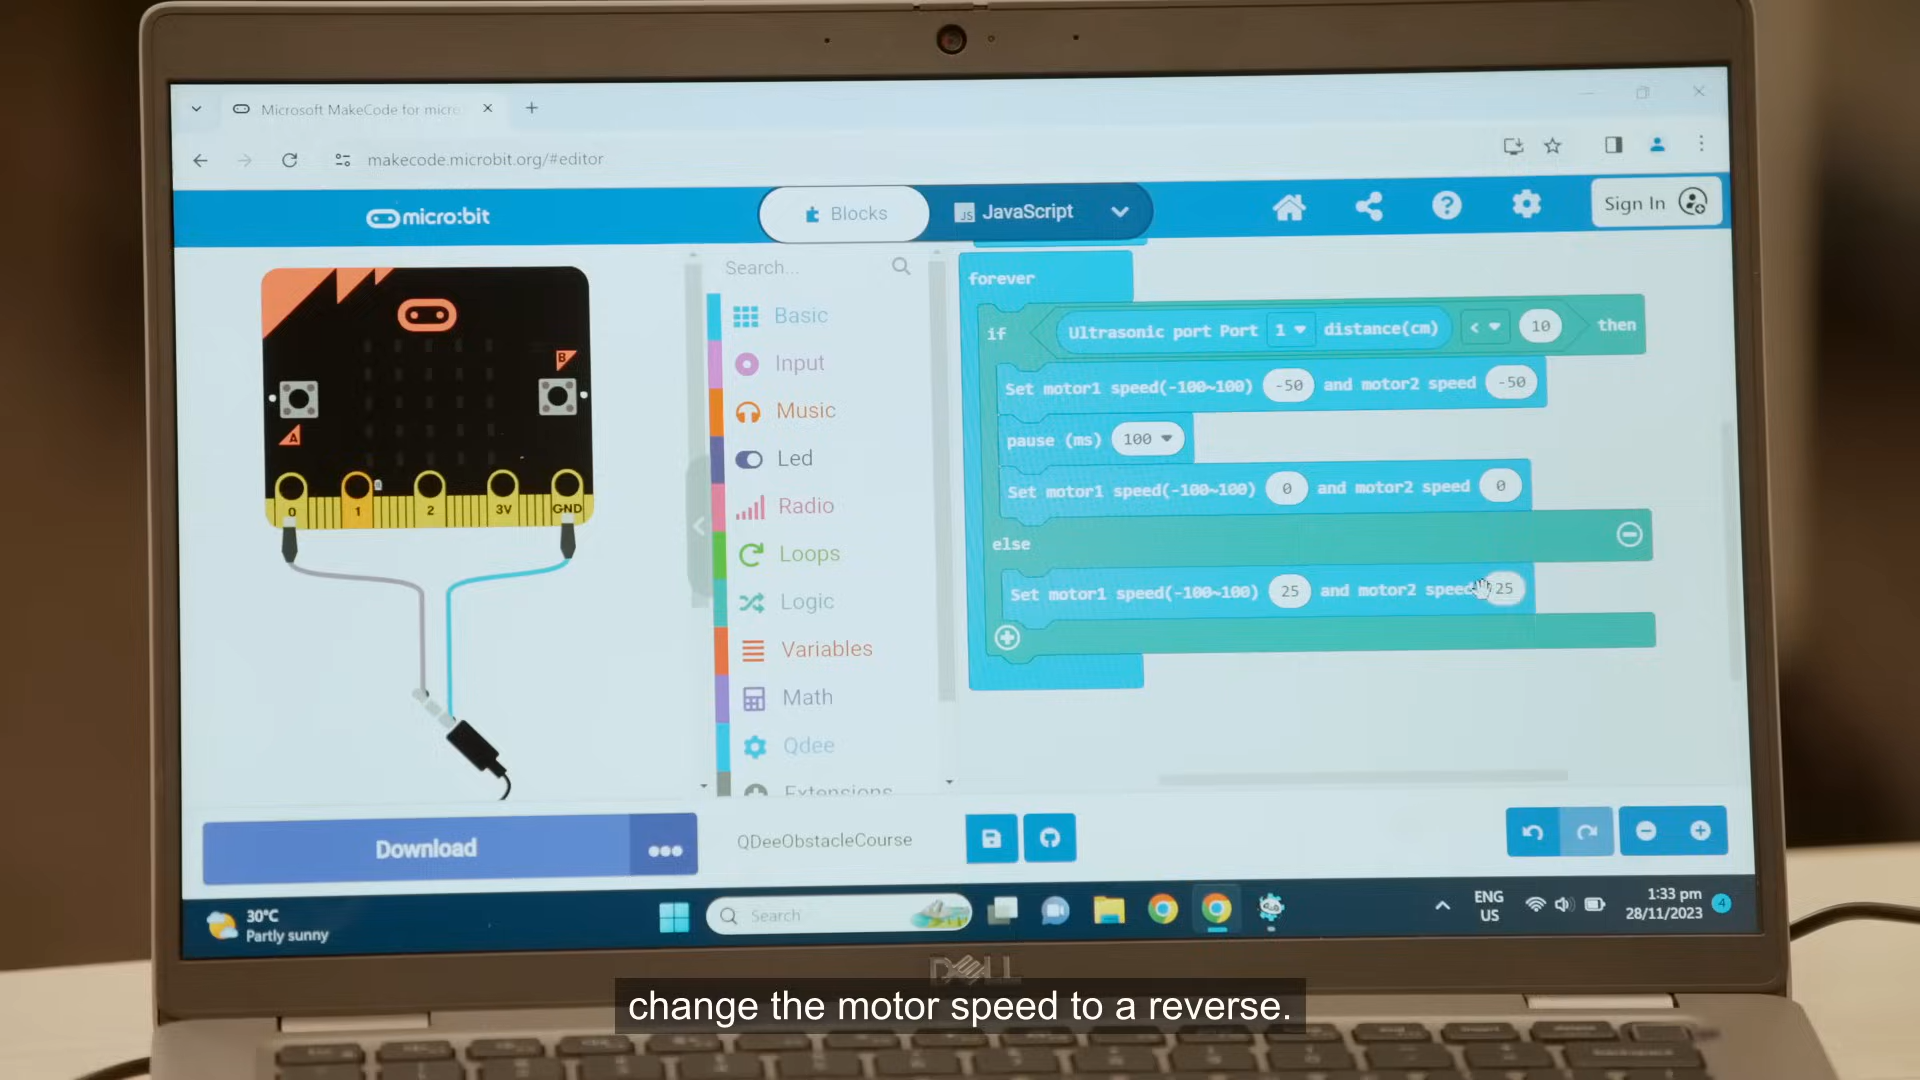 Microsoft MakeCode for micro
makecode.microbit.org/#editor
micro:bit
Blocks
JS JavaScript
Sign In
Search...
Basic
Input
Music
Led
Radio
Loops
Logic
Variables
Math
Qdee
Extensions
A
B
0 1 2 3V GND
forever
if Ultrasonic port Port 1 distance(cm) < 10 then
Set motor1 speed(-100~100) -50 and motor2 speed -50
pause (ms) 100
Set motor1 speed(-100~100) 0 and motor2 speed 0
else
Set motor1 speed(-100~100) 25 and motor2 speed 25
Download
QDeeObstacleCourse
30°C
Partly sunny
Search
ENG
US
1:33 pm
28/11/2023
4
DELL
change the motor speed to a reverse.